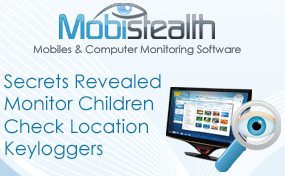 Mobistealth
Mobiles & Computer Monitoring Software
Secrets Revealed
Monitor Children
Check Location
Keyloggers